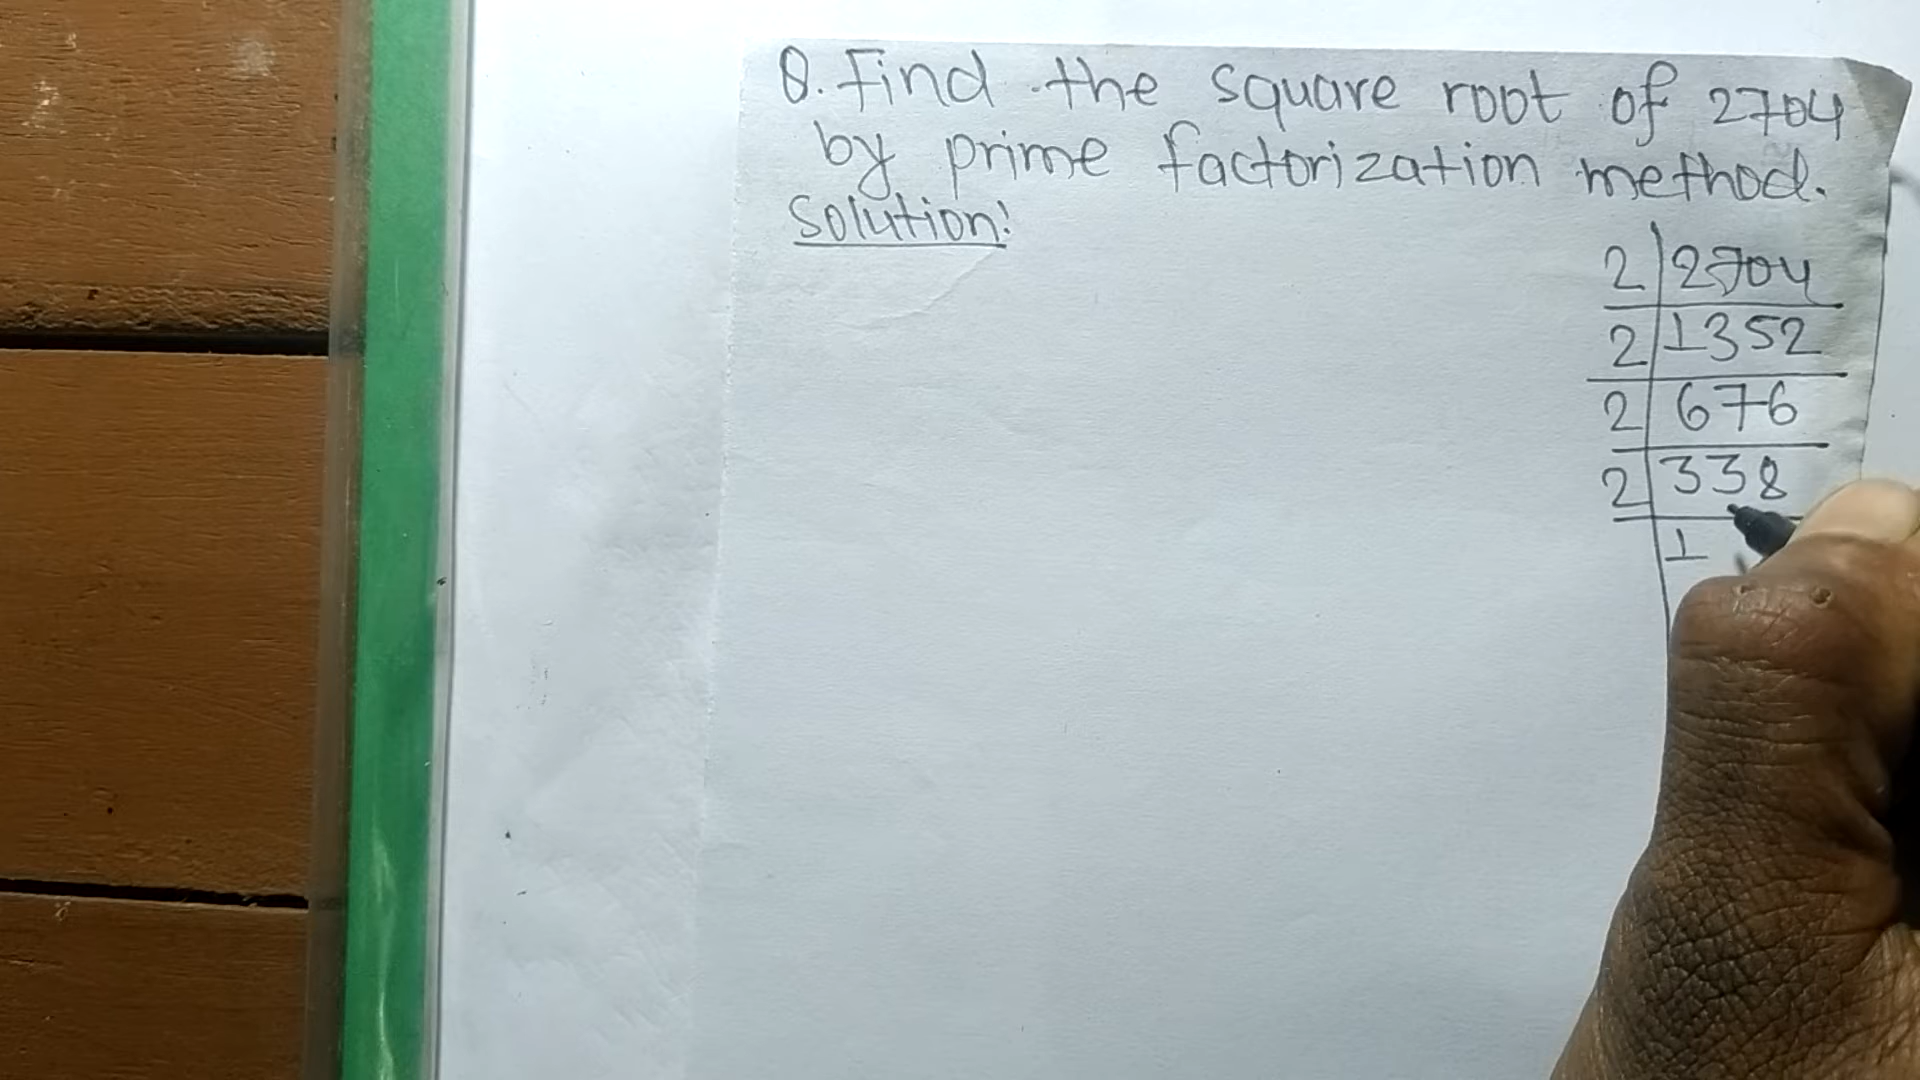 Q. Find the square root of 2704
by prime factorization method.
Solution:
2 2704
2 1352
2 676
2 338
1